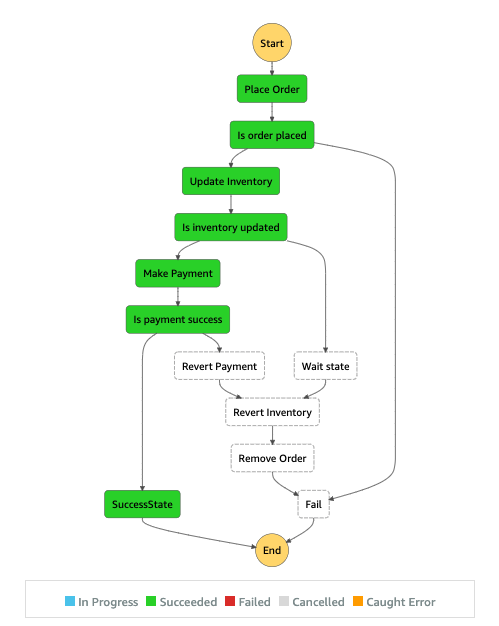 Start
Place Order
Is order placed
Update Inventory
Is inventory updated
Make Payment
Is payment success
Revert Payment
Wait state
Revert Inventory
Remove Order
SuccessState
Fail
End
In Progress
Succeeded
Failed
Cancelled
Caught Error